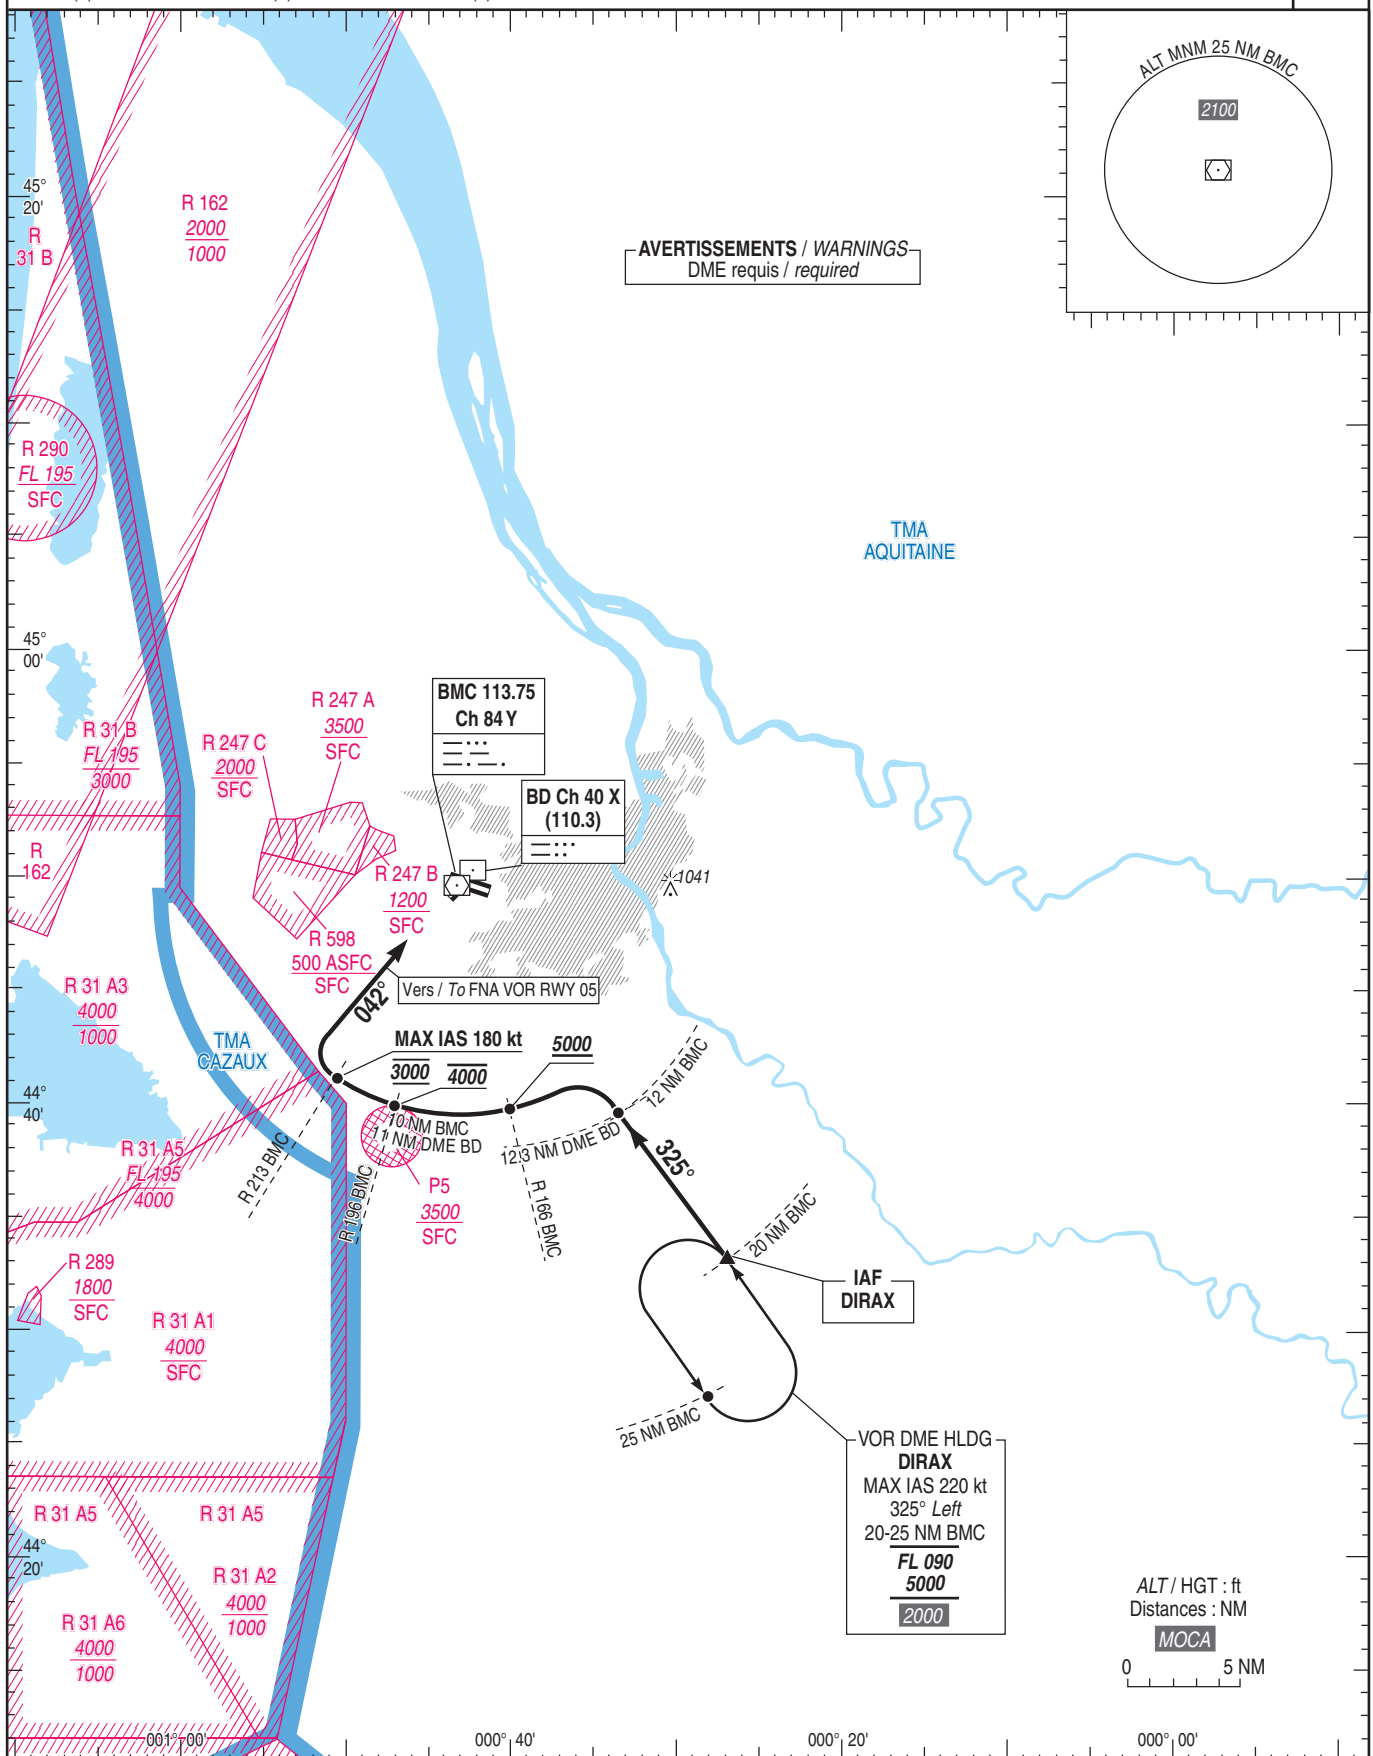 ALT MNM 25 NM BMC
2100
45°
20'
R
31 B
R 162
2000
1000
AVERTISSEMENTS / WARNINGS
DME requis / required
R 290
FL 195
SFC
TMA
AQUITAINE
45°
00'
R 31 B
FL 195
3000
R 247 C
2000
SFC
R 247 A
3500
SFC
BMC 113.75
Ch 84 Y
BD Ch 40 X
(110.3)
R
162
R 247 B
1200
SFC
1041
R 598
500 ASFC
SFC
R 31 A3
4000
1000
042°
Vers / To FNA VOR RWY 05
TMA
CAZAUX
MAX IAS 180 kt
3000
4000
5000
12 NM BMC
44°
40'
10 NM BMC
11 NM DME BD
12.3 NM DME BD
325°
R 31 A5
FL 195
4000
R 213 BMC
R 196 BMC
P5
3500
SFC
R 166 BMC
20 NM BMC
R 289
1800
SFC
IAF
DIRAX
R 31 A1
4000
SFC
25 NM BMC
VOR DME HLDG
DIRAX
MAX IAS 220 kt
325° Left
20-25 NM BMC
FL 090
5000
2000
R 31 A5
R 31 A5
44°
20'
R 31 A2
4000
1000
R 31 A6
4000
1000
ALT / HGT : ft
Distances : NM
MOCA
0 5 NM
001° 00'
000° 40'
000° 20'
000° 00'